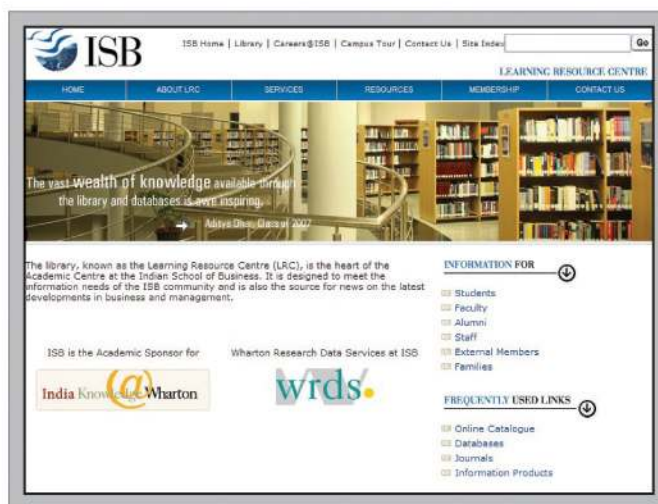 ISB
ISB Home | Library | Careers@ISB | Campus Tour | Contact Us | Site Index
Go
LEARNING RESOURCE CENTRE
HOME ABOUT LRC SERVICES RESOURCES MEMBERSHIP CONTACT US
The vast wealth of knowledge available through
the library and databases is awe inspiring.
Aditya Dhar, Class of 2007
The library, known as the Learning Resource Centre (LRC), is the heart of the
Academic Centre at the Indian School of Business. It is designed to meet the
information needs of the ISB community and is also the source for news on the latest
developments in business and management.
ISB is the Academic Sponsor for
India Knowledge@Wharton
Wharton Research Data Services at ISB
wrds.
INFORMATION FOR
Students
Faculty
Alumni
Staff
External Members
Families
FREQUENTLY USED LINKS
Online Catalogue
Databases
Journals
Information Products